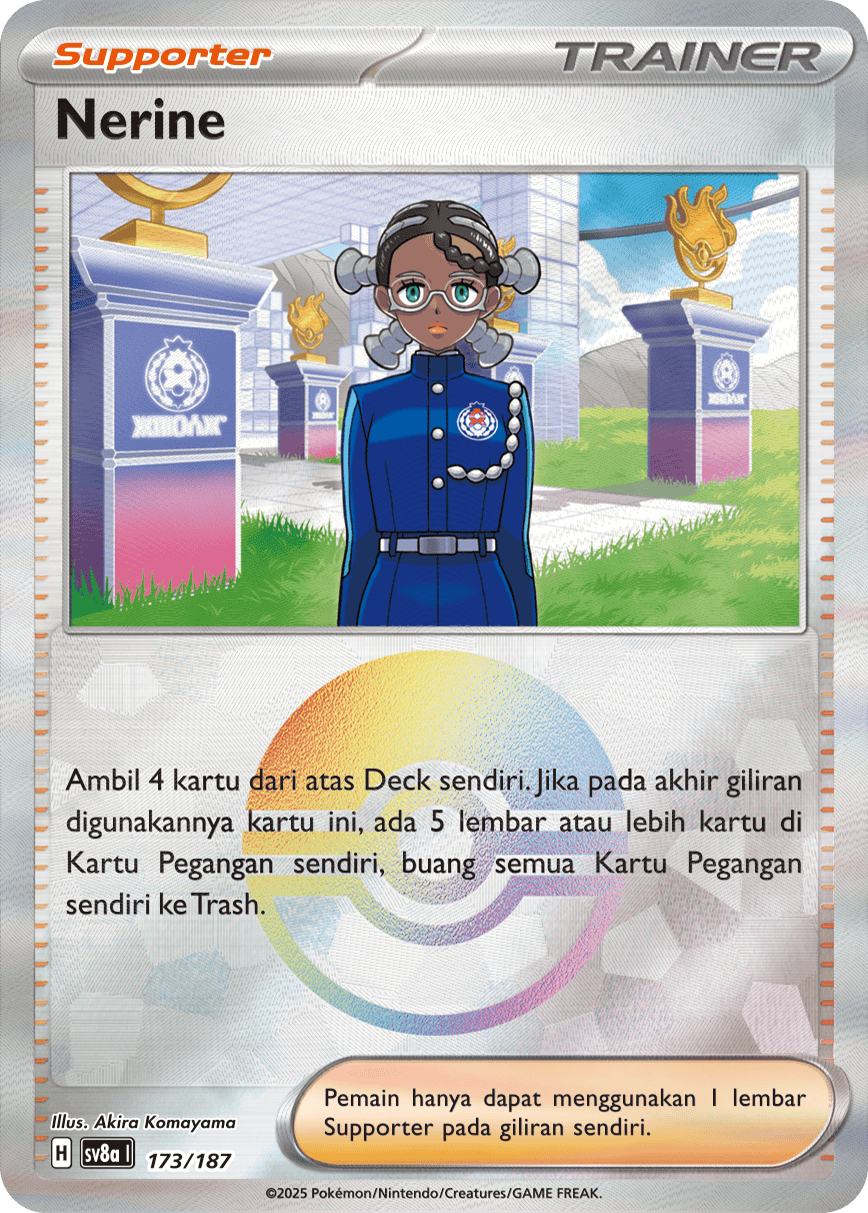 Supporter
TRAINER
Nerine
Ambil 4 kartu dari atas Deck sendiri. Jika pada akhir giliran
digunakannya kartu ini, ada 5 lembar atau lebih kartu di
Kartu Pegangan sendiri, buang semua Kartu Pegangan
sendiri ke Trash.
Pemain hanya dapat menggunakan 1 lembar
Supporter pada giliran sendiri.
Illus. Akira Komayama
H sv8a I 173/187
©2025 Pokémon/Nintendo/Creatures/GAME FREAK.